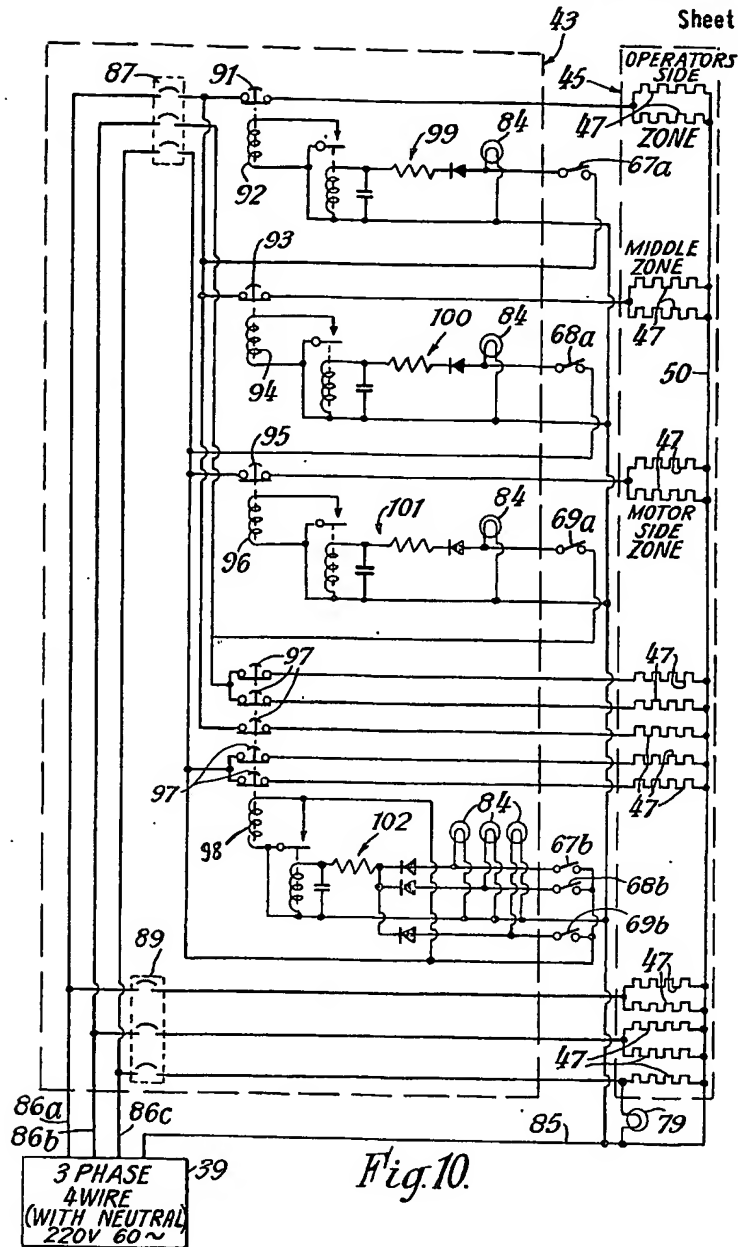 Sheet
43
87
91
45
OPERATORS
SIDE
47
ZONE
99
84
67a
92
93
MIDDLE
ZONE
47
100
84
68a
94
50
95
47
MOTOR
SIDE
ZONE
101
84
69a
96
97
47
97
47
47
84
102
98
67b
68b
69b
89
47
47
86a
86b
86c
85
79
3 PHASE
4 WIRE
(WITH NEUTRAL)
220V 60~
39
Fig.10.